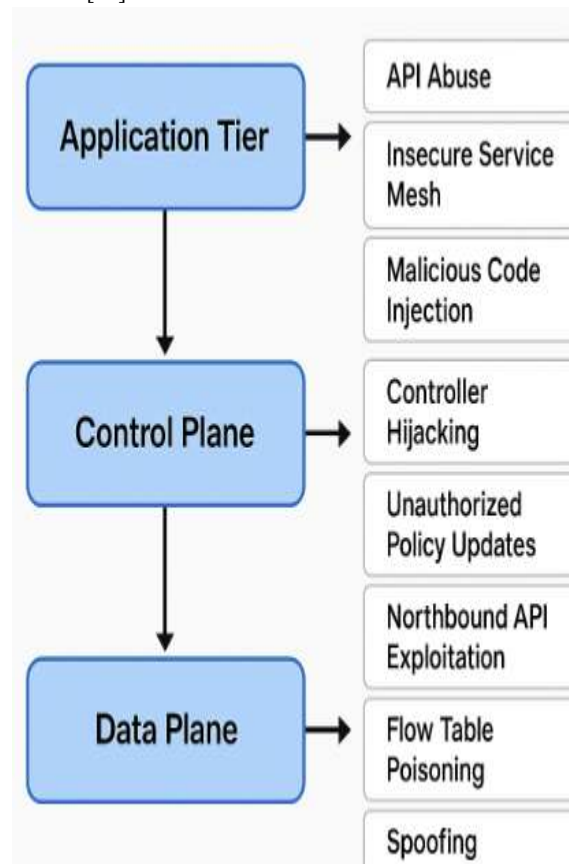 Application Tier
API Abuse
Insecure Service
Mesh
Malicious Code
Injection
Control Plane
Controller
Hijacking
Unauthorized
Policy Updates
Northbound API
Exploitation
Data Plane
Flow Table
Poisoning
Spoofing